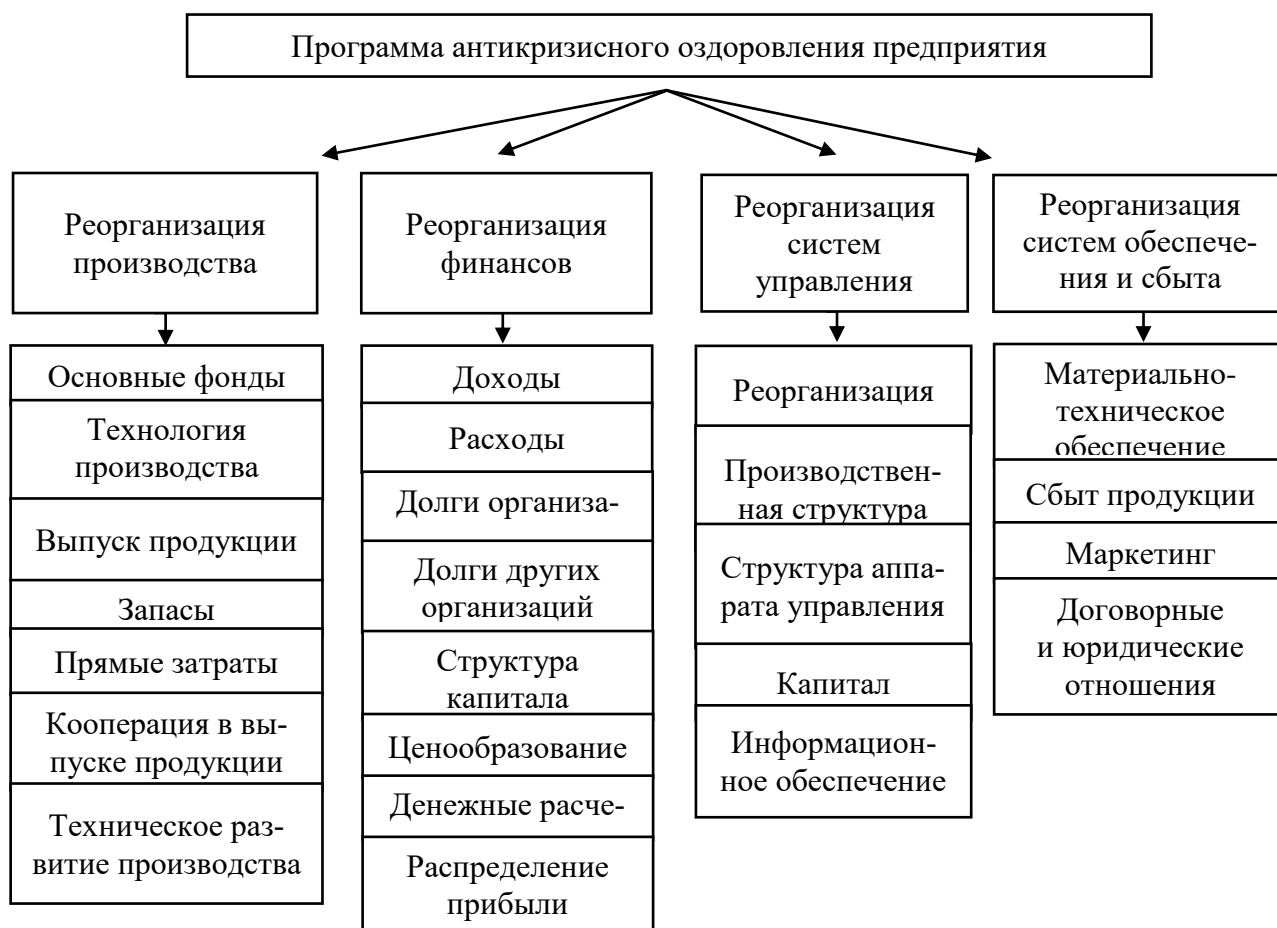 Программа антикризисного оздоровления предприятия
Реорганизация
производства
Реорганизация
финансов
Реорганизация
систем
управления
Реорганизация
систем обеспече-
ния и сбыта
Основные фонды
Технология
производства
Выпуск продукции
Запасы
Прямые затраты
Кооперация в вы-
пуске продукции
Техническое раз-
витие производства
Доходы
Расходы
Долги организа-
Долги других
организаций
Структура
капитала
Ценообразование
Денежные расче-
Распределение
прибыли
Реорганизация
Производствен-
ная структура
Структура аппа-
рата управления
Капитал
Информацион-
ное обеспечение
Материально-
техническое
обеспечение
Сбыт продукции
Маркетинг
Договорные
и юридические
отношения